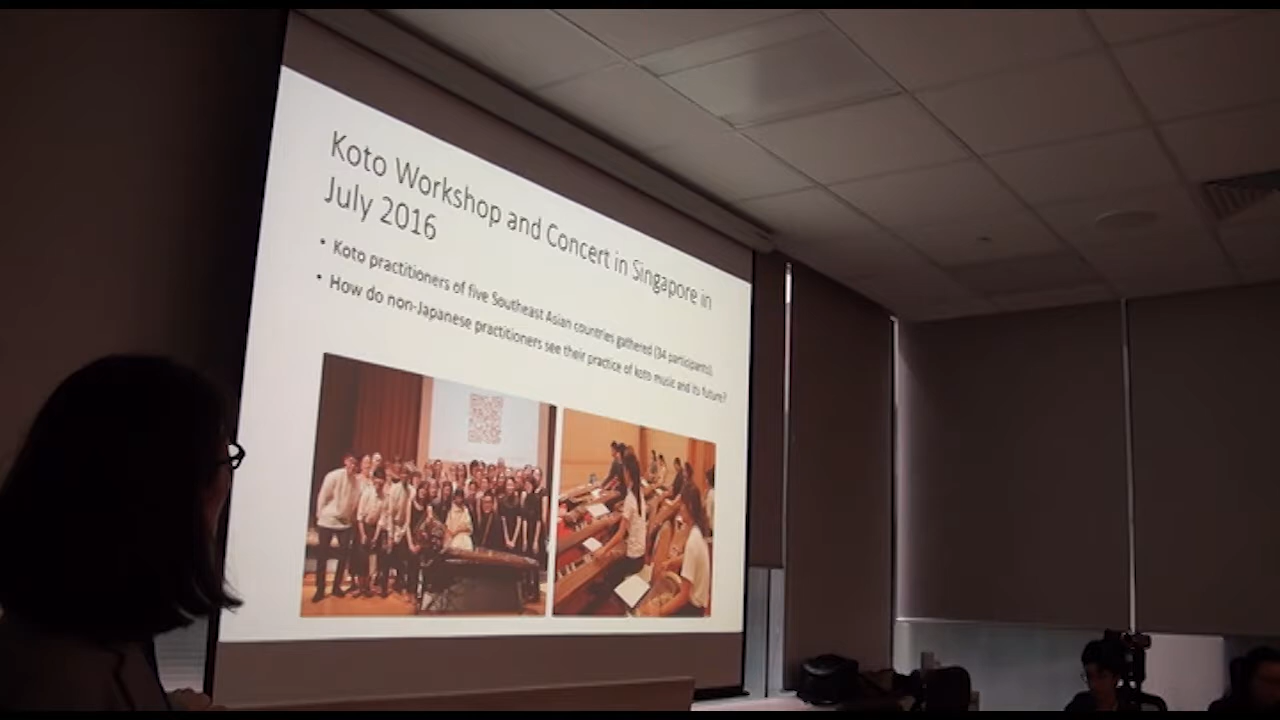 Koto Workshop and Concert in Singapore in
July 2016
• Koto practitioners of five Southeast Asian countries gathered (34 participants).
• How do non-Japanese practitioners see their practice of koto music and its future?